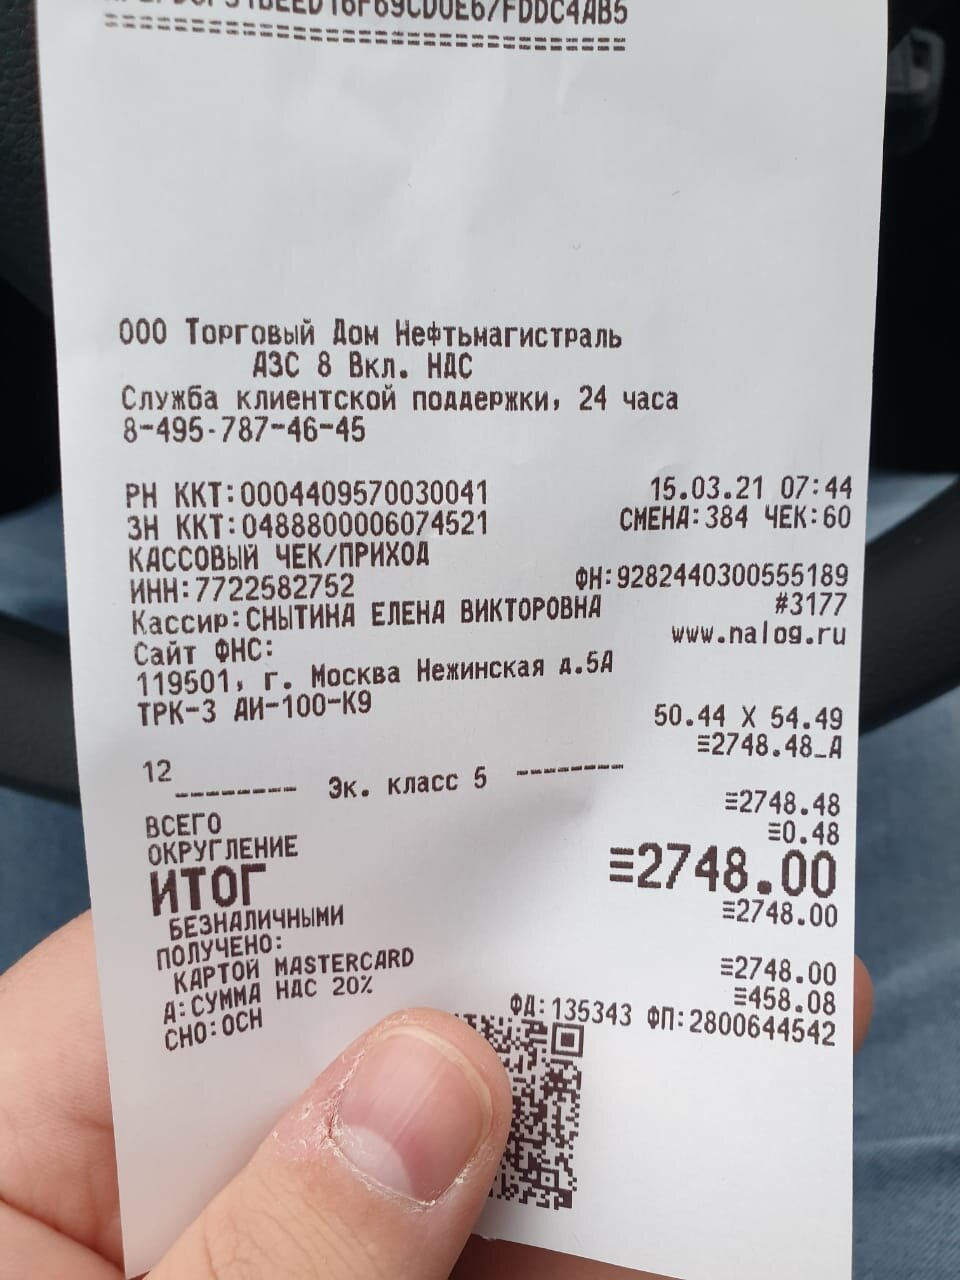 ООО Торговый Дом Нефтьмагистраль
АЗС 8 Вкл. НДС
Служба клиентской поддержки, 24 часа
8-495-787-46-45
РН ККТ:0004409570030041 15.03.21 07:44
ЗН ККТ:0488800006074521 СМЕНА:384 ЧЕК:60
КАССОВЫЙ ЧЕК/ПРИХОД
ИНН:7722582752 ФН:9282440300555189
Кассир:СНЫТИНА ЕЛЕНА ВИКТОРОВНА #3177
Сайт ФНС: www.nalog.ru
119501, г. Москва Нежинская д.5А
ТРК-3 АИ-100-К9 50.44 X 54.49
≡2748.48_А
12 -------- Эк. класс 5 --------
ВСЕГО ≡2748.48
ОКРУГЛЕНИЕ ≡0.48
ИТОГ ≡2748.00
БЕЗНАЛИЧНЫМИ ≡2748.00
ПОЛУЧЕНО:
КАРТОЙ MASTERCARD ≡2748.00
А:СУММА НДС 20% ≡458.08
СНО:ОСН ФД:135343 ФП:2800644542